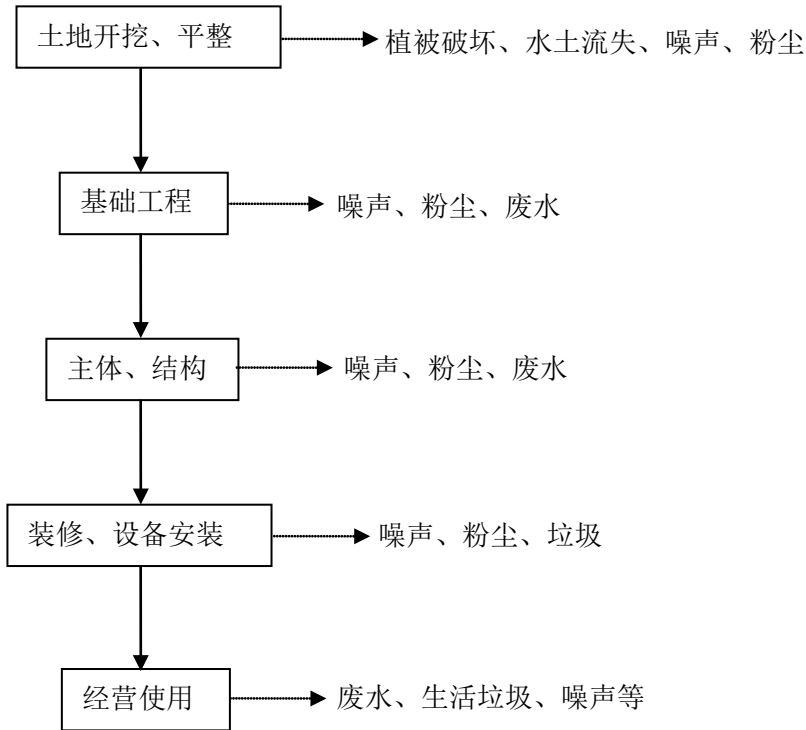 土地开挖、平整
植被破坏、水土流失、噪声、粉尘
基础工程
噪声、粉尘、废水
主体、结构
噪声、粉尘、废水
装修、设备安装
噪声、粉尘、垃圾
经营使用
废水、生活垃圾、噪声等